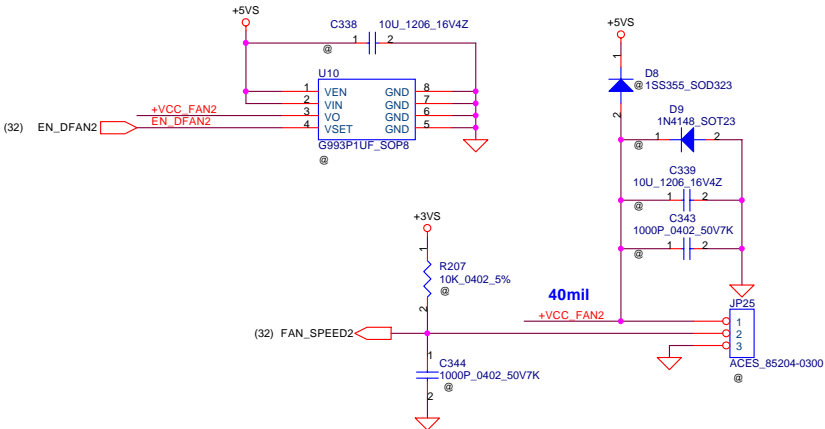 +5VS
C338 10U_1206_16V4Z
1 2
@
U10
1 VEN GND 8
2 VIN GND 7
3 VO GND 6
4 VSET GND 5
+VCC_FAN2
(32) EN_DFAN2 EN_DFAN2
G993P1UF_SOP8
@
+5VS
1
D8
@ 1SS355_SOD323
2
D9
1N4148_SOT23
1 2
@
C339
10U_1206_16V4Z
1 2
@
C343
1000P_0402_50V7K
1 2
@
+3VS
1
R207
10K_0402_5%
@
2
40mil
+VCC_FAN2
(32) FAN_SPEED2
JP25
1
2
3
ACES_85204-0300
@
1
C344
1000P_0402_50V7K
@
2